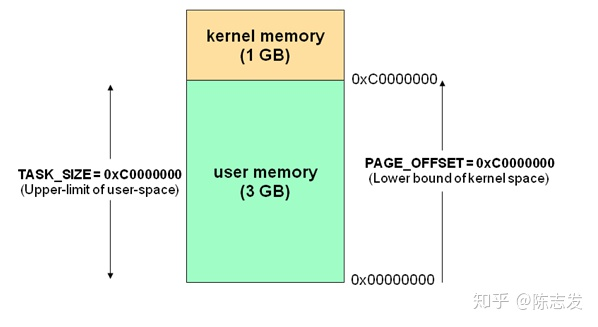 kernel memory
(1 GB)
0xC0000000
TASK_SIZE = 0xC0000000
(Upper-limit of user-space)
user memory
(3 GB)
PAGE_OFFSET = 0xC0000000
(Lower bound of kernel space)
0x00000000
知乎 @陈志发